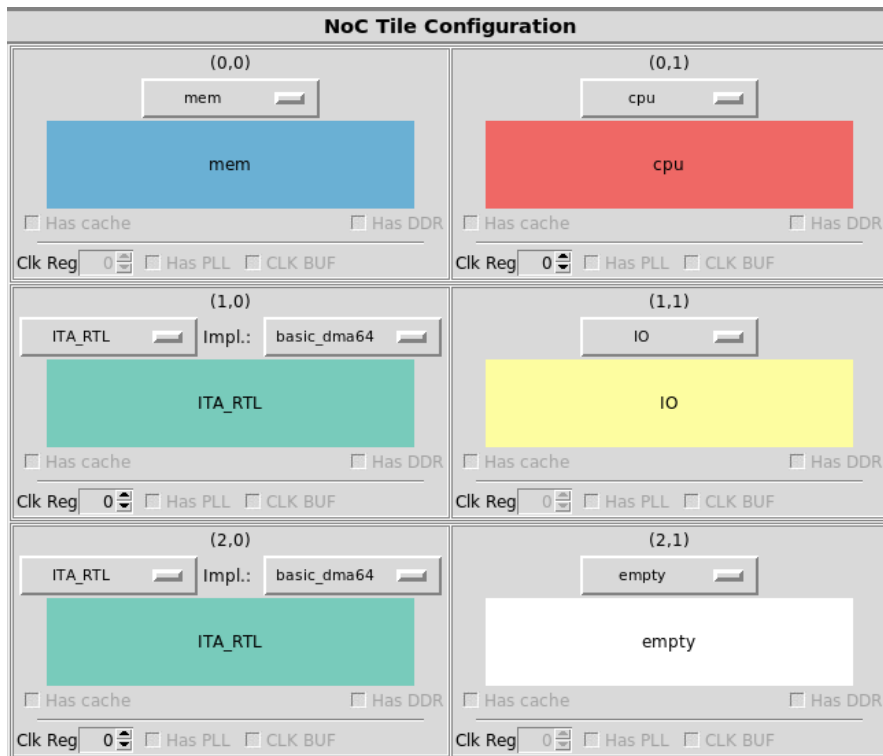 NoC Tile Configuration
(0,0)
mem
mem
Has cache Has DDR
Clk Reg 0 Has PLL CLK BUF
(0,1)
cpu
cpu
Has cache Has DDR
Clk Reg 0 Has PLL CLK BUF
(1,0)
ITA_RTL Impl.: basic_dma64
ITA_RTL
Has cache Has DDR
Clk Reg 0 Has PLL CLK BUF
(1,1)
IO
IO
Has cache Has DDR
Clk Reg 0 Has PLL CLK BUF
(2,0)
ITA_RTL Impl.: basic_dma64
ITA_RTL
Has cache Has DDR
Clk Reg 0 Has PLL CLK BUF
(2,1)
empty
empty
Has cache Has DDR
Clk Reg 0 Has PLL CLK BUF